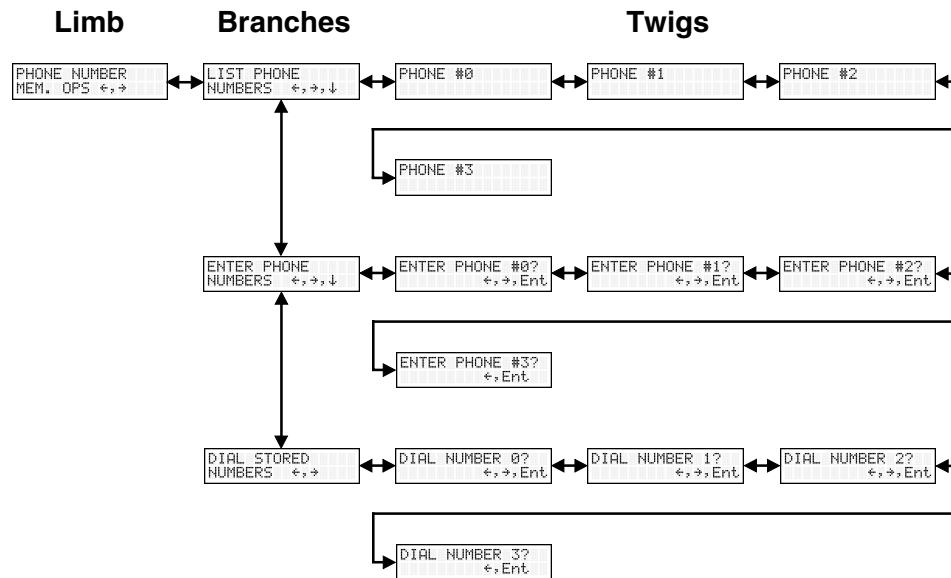 Limb
Branches
Twigs
PHONE NUMBER
MEM. OPS ←,→
LIST PHONE
NUMBERS ←,→,↓
PHONE #0
PHONE #1
PHONE #2
PHONE #3
ENTER PHONE
NUMBERS ←,→,↓
ENTER PHONE #0?
←,→,Ent
ENTER PHONE #1?
←,→,Ent
ENTER PHONE #2?
←,→,Ent
ENTER PHONE #3?
←,Ent
DIAL STORED
NUMBERS ←,→
DIAL NUMBER 0?
←,→,Ent
DIAL NUMBER 1?
←,→,Ent
DIAL NUMBER 2?
←,→,Ent
DIAL NUMBER 3?
←,Ent